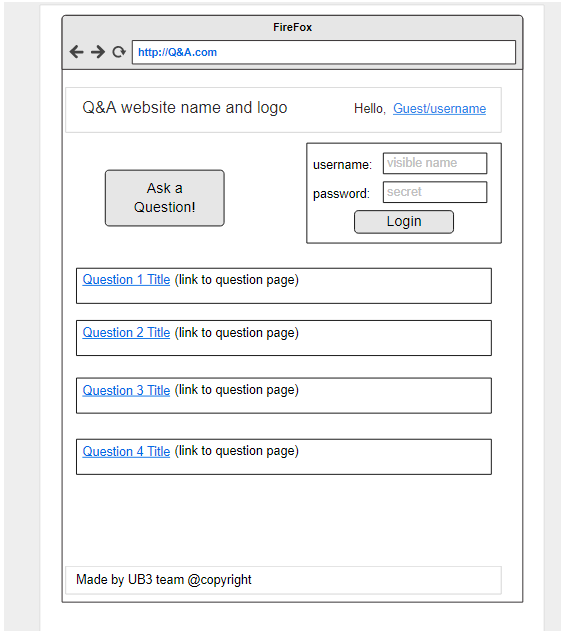 FireFox
http://Q&A.com
Q&A website name and logo
Hello, Guest/username
username: visible name
password: secret
Login
Ask a
Question!
Question 1 Title (link to question page)
Question 2 Title (link to question page)
Question 3 Title (link to question page)
Question 4 Title (link to question page)
Made by UB3 team @copyright